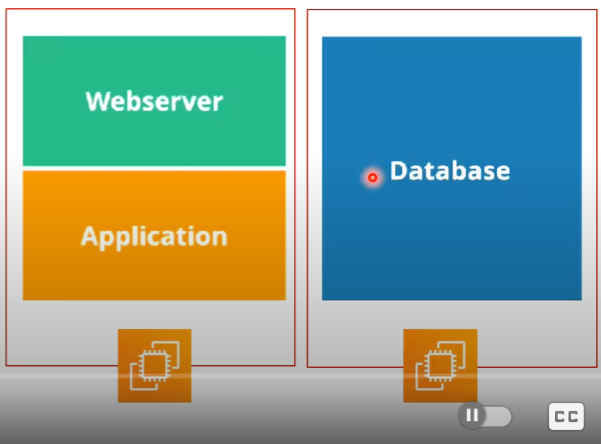 Webserver
Application
Database
CC